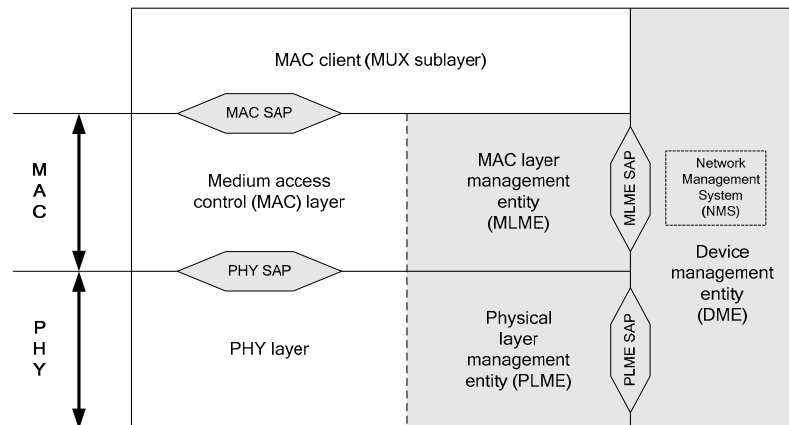 MAC client (MUX sublayer)
MAC SAP
M
A
C
Medium access
control (MAC) layer
MAC layer
management
entity
(MLME)
MLME SAP
Network
Management
System
(NMS)
Device
management
entity
(DME)
PHY SAP
P
H
Y
PHY layer
Physical
layer
management
entity (PLME)
PLME SAP